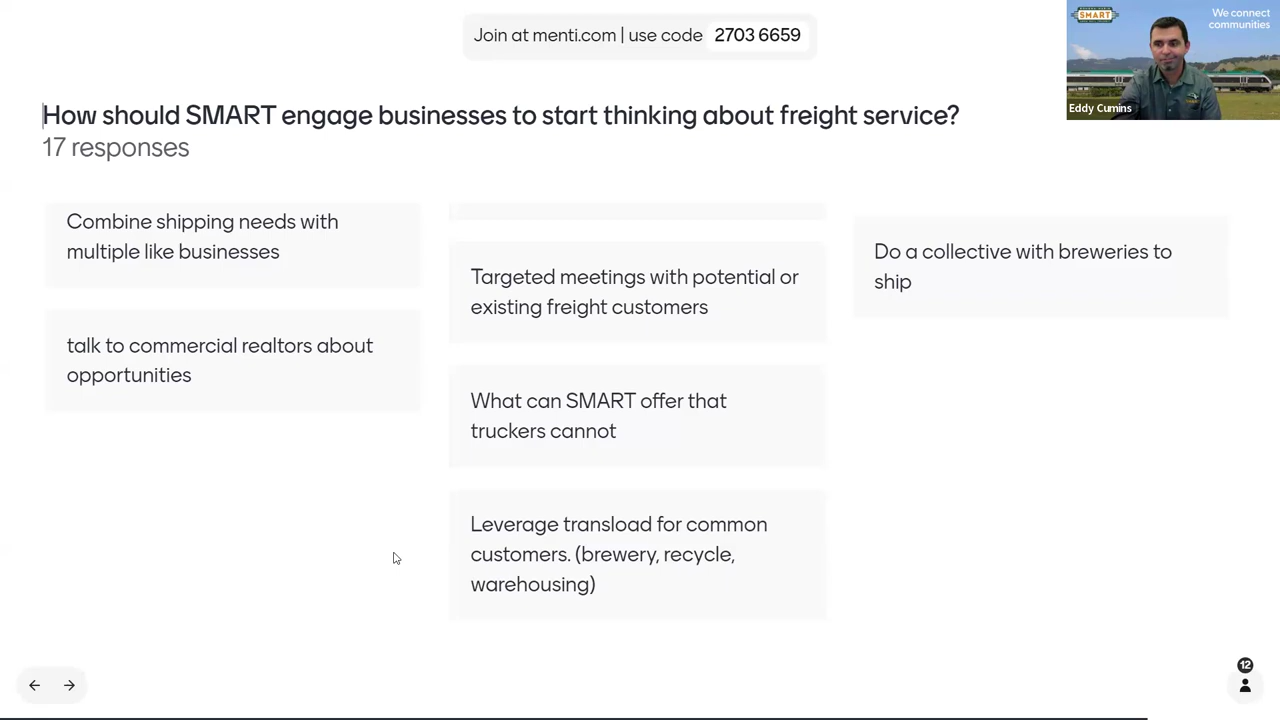 Join at menti.com | use code 2703 6659
SMART
We connect
communities
Eddy Cumins
How should SMART engage businesses to start thinking about freight service?
17 responses
Combine shipping needs with
multiple like businesses
talk to commercial realtors about
opportunities
Targeted meetings with potential or
existing freight customers
What can SMART offer that
truckers cannot
Leverage transload for common
customers. (brewery, recycle,
warehousing)
Do a collective with breweries to
ship
12